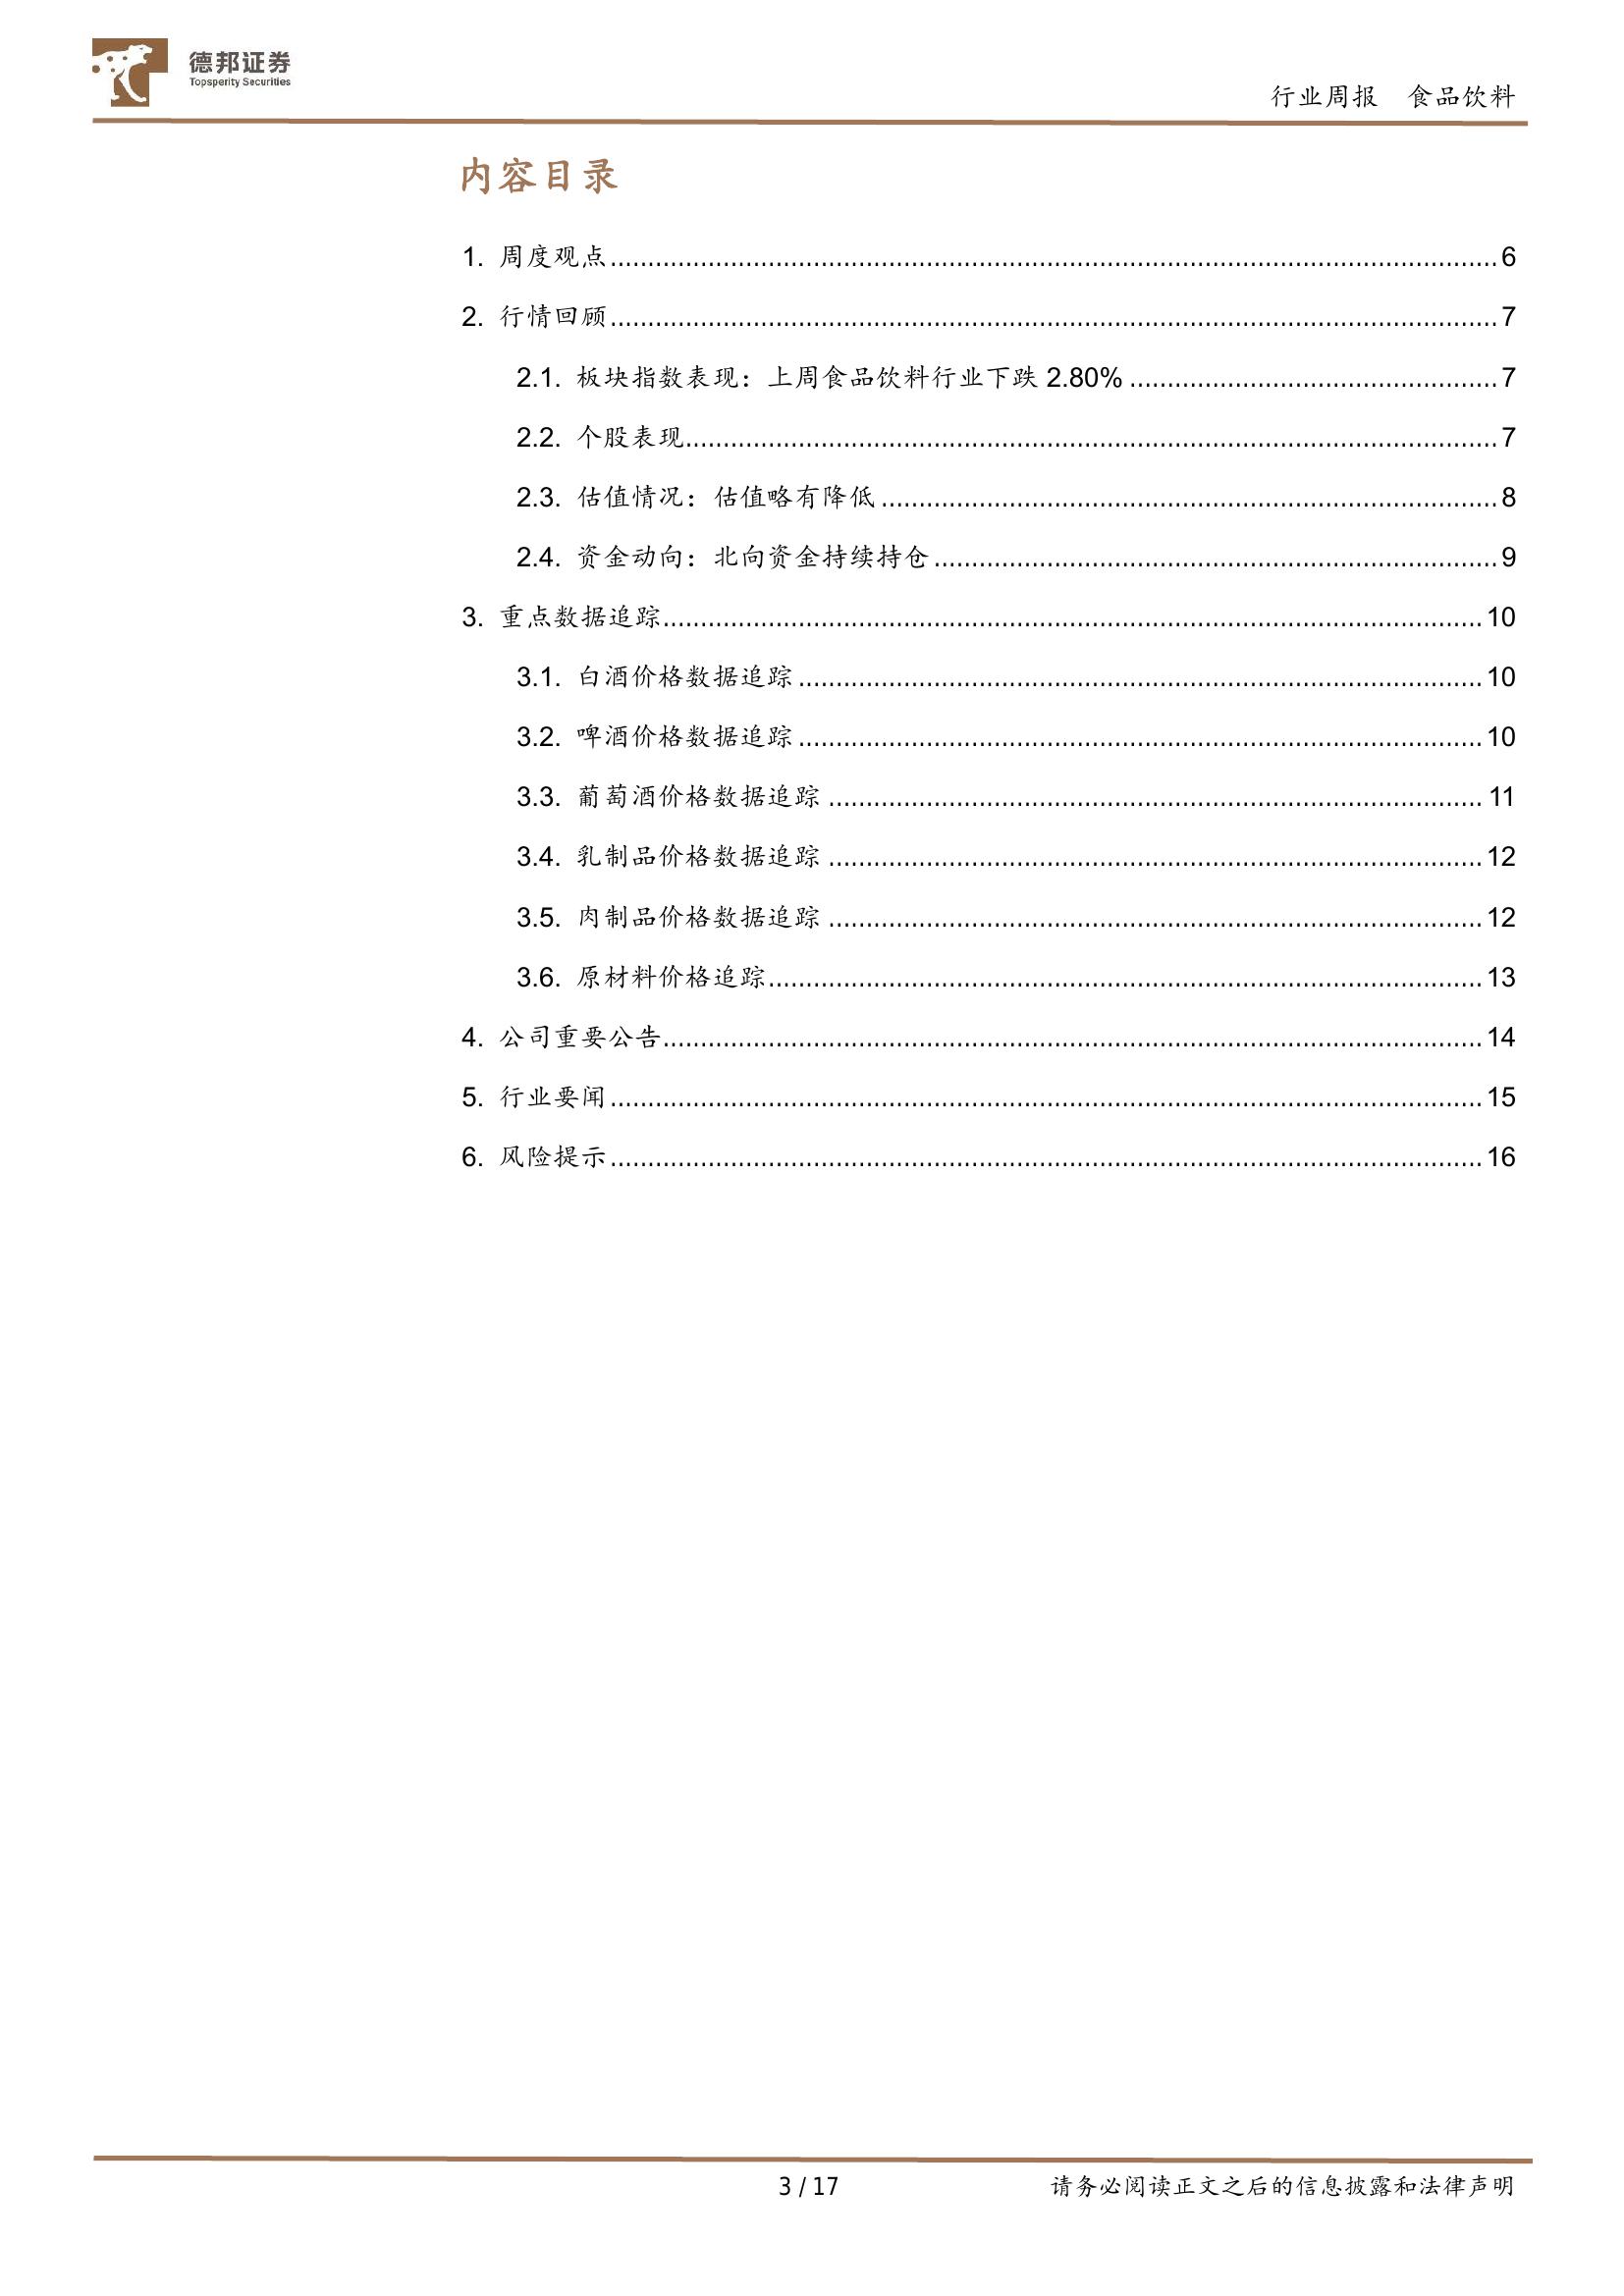 德邦证券
Topsperity Securities
行业周报 食品饮料
内容目录
1. 周度观点 6
2. 行情回顾 7
2.1. 板块指数表现：上周食品饮料行业下跌 2.80% 7
2.2. 个股表现 7
2.3. 估值情况：估值略有降低 8
2.4. 资金动向：北向资金持续持仓 9
3. 重点数据追踪 10
3.1. 白酒价格数据追踪 10
3.2. 啤酒价格数据追踪 10
3.3. 葡萄酒价格数据追踪 11
3.4. 乳制品价格数据追踪 12
3.5. 肉制品价格数据追踪 12
3.6. 原材料价格追踪 13
4. 公司重要公告 14
5. 行业要闻 15
6. 风险提示 16
3 / 17 请务必阅读正文之后的信息披露和法律声明